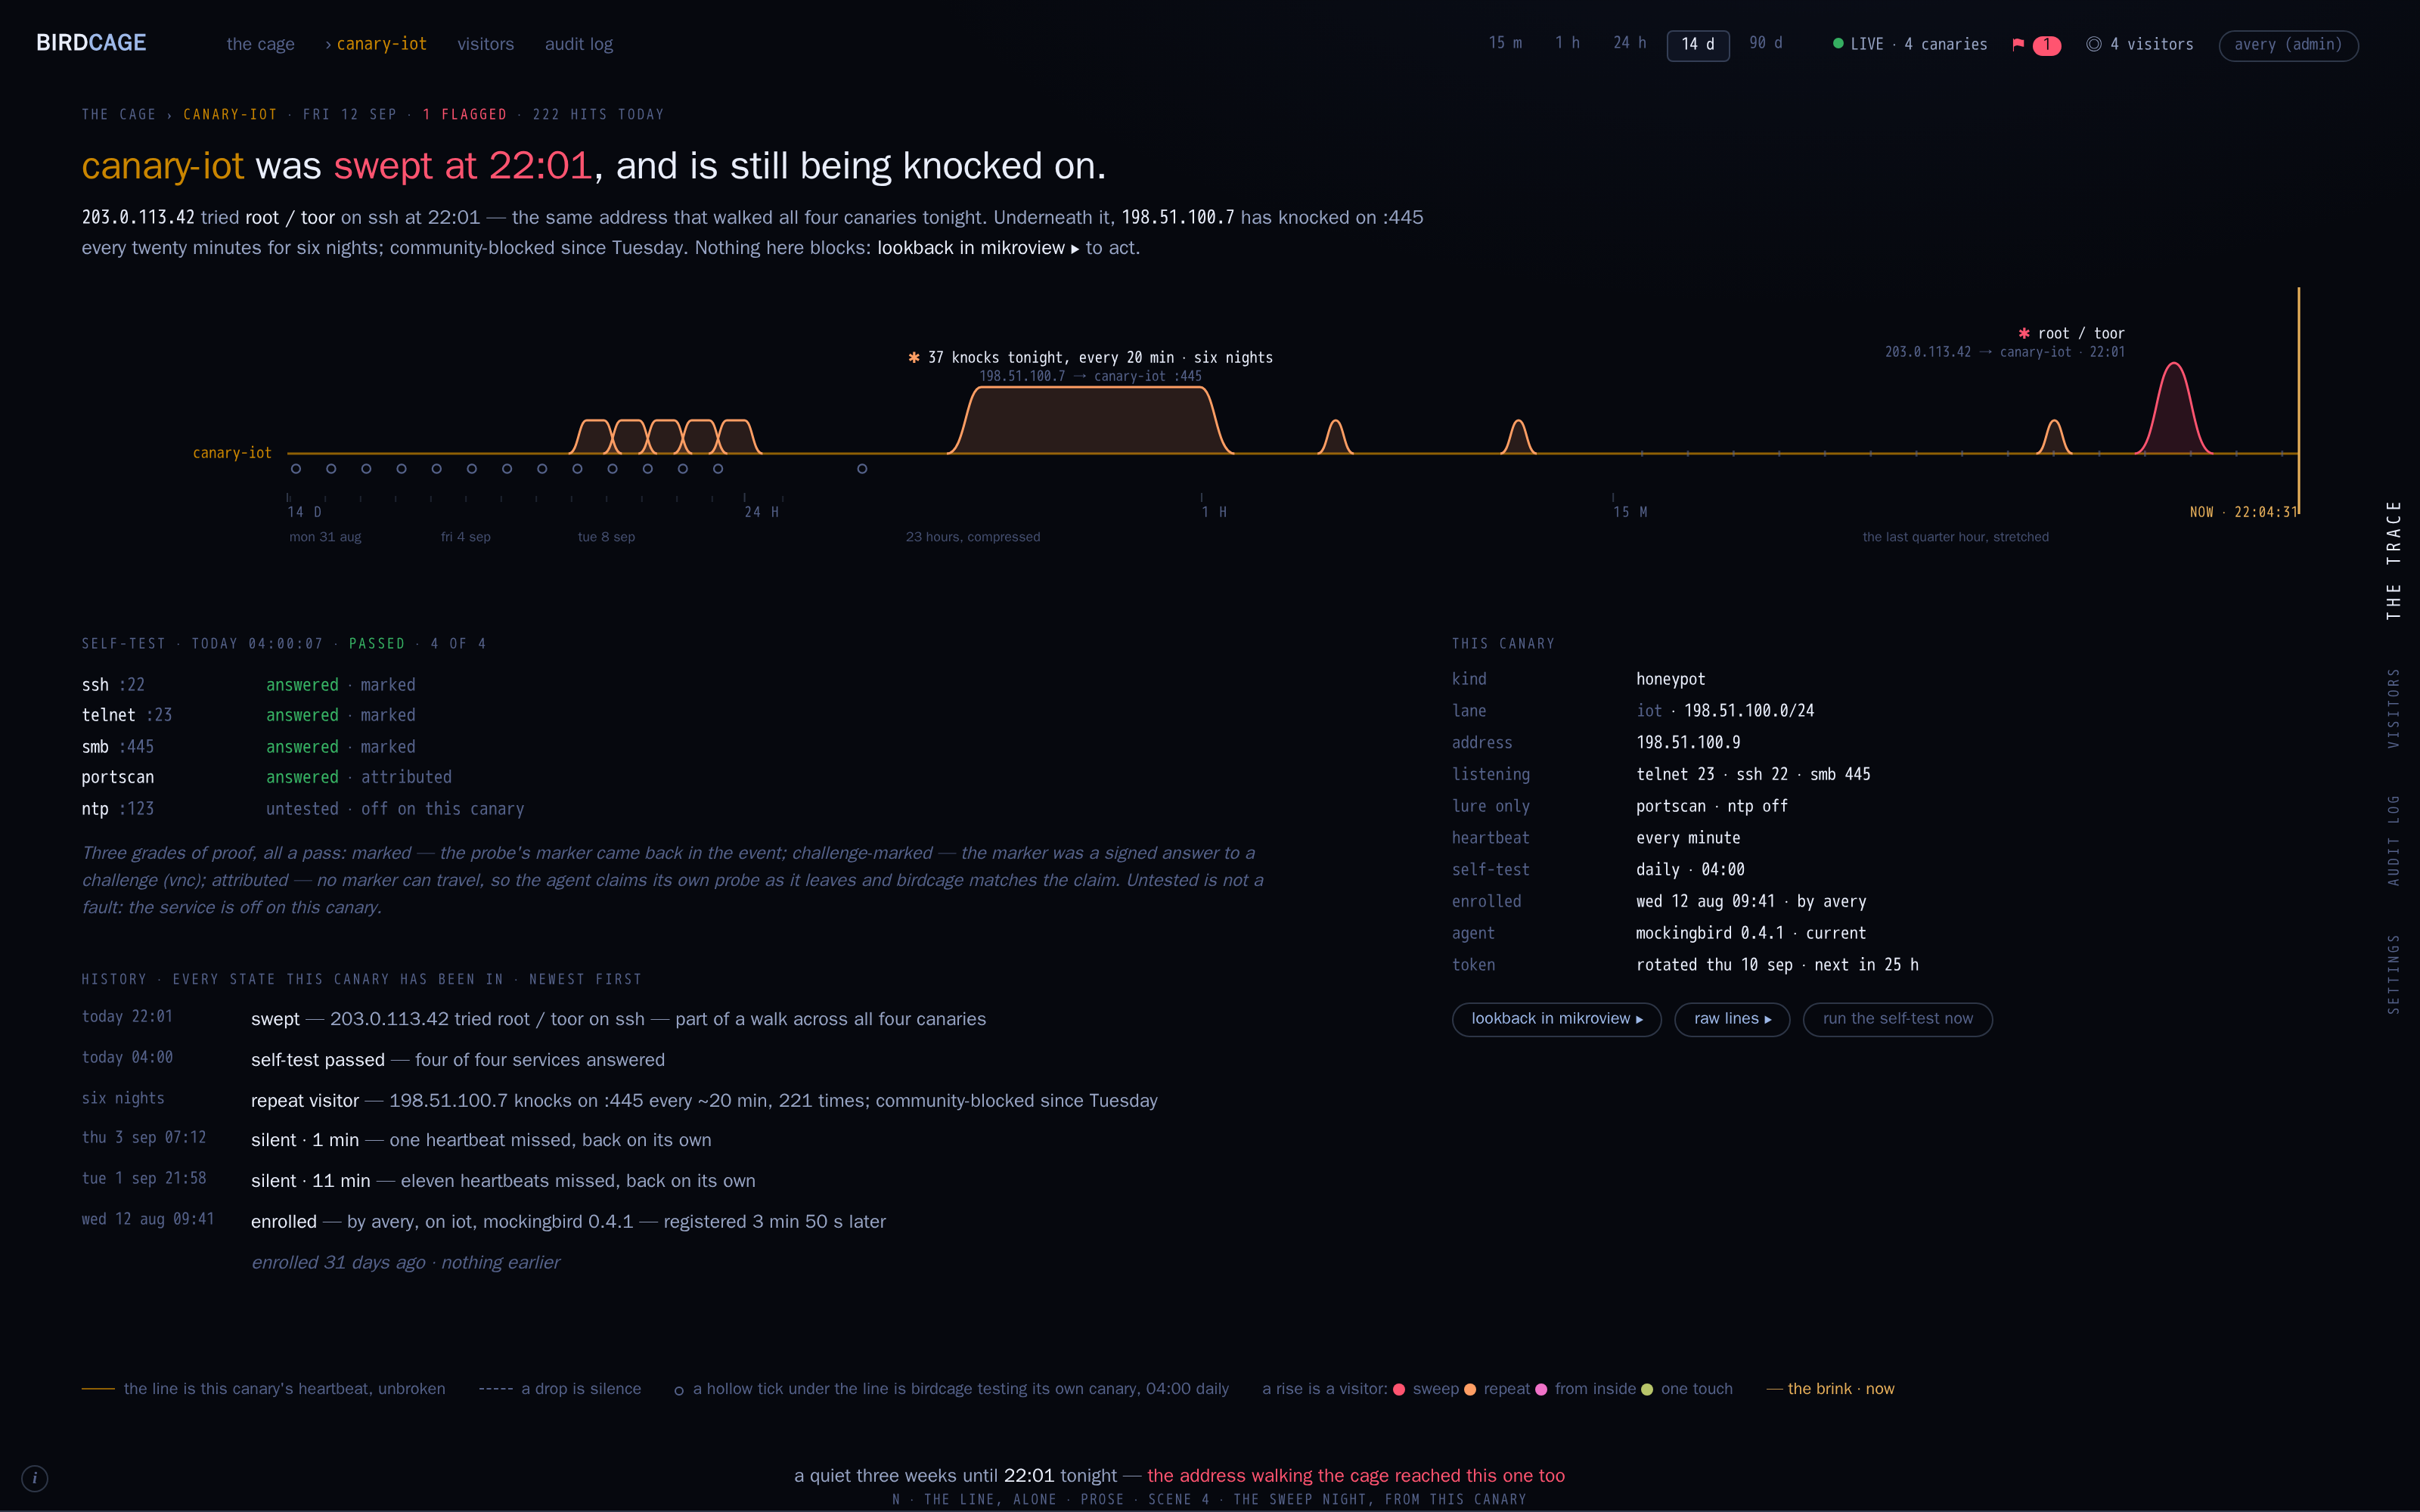 BIRDCAGE
the cage
› canary-iot
visitors
audit log
15 m
1 h
24 h
14 d
90 d
LIVE · 4 canaries
1
◎ 4 visitors
avery (admin)
THE CAGE › CANARY-IOT · FRI 12 SEP · 1 FLAGGED · 222 HITS TODAY
canary-iot was swept at 22:01, and is still being knocked on.
203.0.113.42 tried root / toor on ssh at 22:01 — the same address that walked all four canaries tonight. Underneath it, 198.51.100.7 has knocked on :445
every twenty minutes for six nights; community-blocked since Tuesday. Nothing here blocks: lookback in mikroview ▸ to act.
✱ root / toor
203.0.113.42 → canary-iot · 22:01
✱ 37 knocks tonight, every 20 min · six nights
198.51.100.7 → canary-iot :445
canary-iot
14 D
24 H
1 H
15 M
NOW · 22:04:31
mon 31 aug
fri 4 sep
tue 8 sep
23 hours, compressed
the last quarter hour, stretched
THE TRACE
VISITORS
AUDIT LOG
SETTINGS
SELF-TEST · TODAY 04:00:07 · PASSED · 4 OF 4
ssh :22 answered · marked
telnet :23 answered · marked
smb :445 answered · marked
portscan answered · attributed
ntp :123 untested · off on this canary
Three grades of proof, all a pass: marked — the probe's marker came back in the event; challenge-marked — the marker was a signed answer to a
challenge (vnc); attributed — no marker can travel, so the agent claims its own probe as it leaves and birdcage matches the claim. Untested is not a
fault: the service is off on this canary.
HISTORY · EVERY STATE THIS CANARY HAS BEEN IN · NEWEST FIRST
today 22:01 swept — 203.0.113.42 tried root / toor on ssh — part of a walk across all four canaries
today 04:00 self-test passed — four of four services answered
six nights repeat visitor — 198.51.100.7 knocks on :445 every ~20 min, 221 times; community-blocked since Tuesday
thu 3 sep 07:12 silent · 1 min — one heartbeat missed, back on its own
tue 1 sep 21:58 silent · 11 min — eleven heartbeats missed, back on its own
wed 12 aug 09:41 enrolled — by avery, on iot, mockingbird 0.4.1 — registered 3 min 50 s later
enrolled 31 days ago · nothing earlier
THIS CANARY
kind honeypot
lane iot · 198.51.100.0/24
address 198.51.100.9
listening telnet 23 · ssh 22 · smb 445
lure only portscan · ntp off
heartbeat every minute
self-test daily · 04:00
enrolled wed 12 aug 09:41 · by avery
agent mockingbird 0.4.1 · current
token rotated thu 10 sep · next in 25 h
lookback in mikroview ▸
raw lines ▸
run the self-test now
the line is this canary's heartbeat, unbroken
a drop is silence
a hollow tick under the line is birdcage testing its own canary, 04:00 daily
a rise is a visitor: sweep repeat from inside one touch
— the brink · now
i
a quiet three weeks until 22:01 tonight — the address walking the cage reached this one too
N · THE LINE, ALONE · PROSE · SCENE 4 · THE SWEEP NIGHT, FROM THIS CANARY